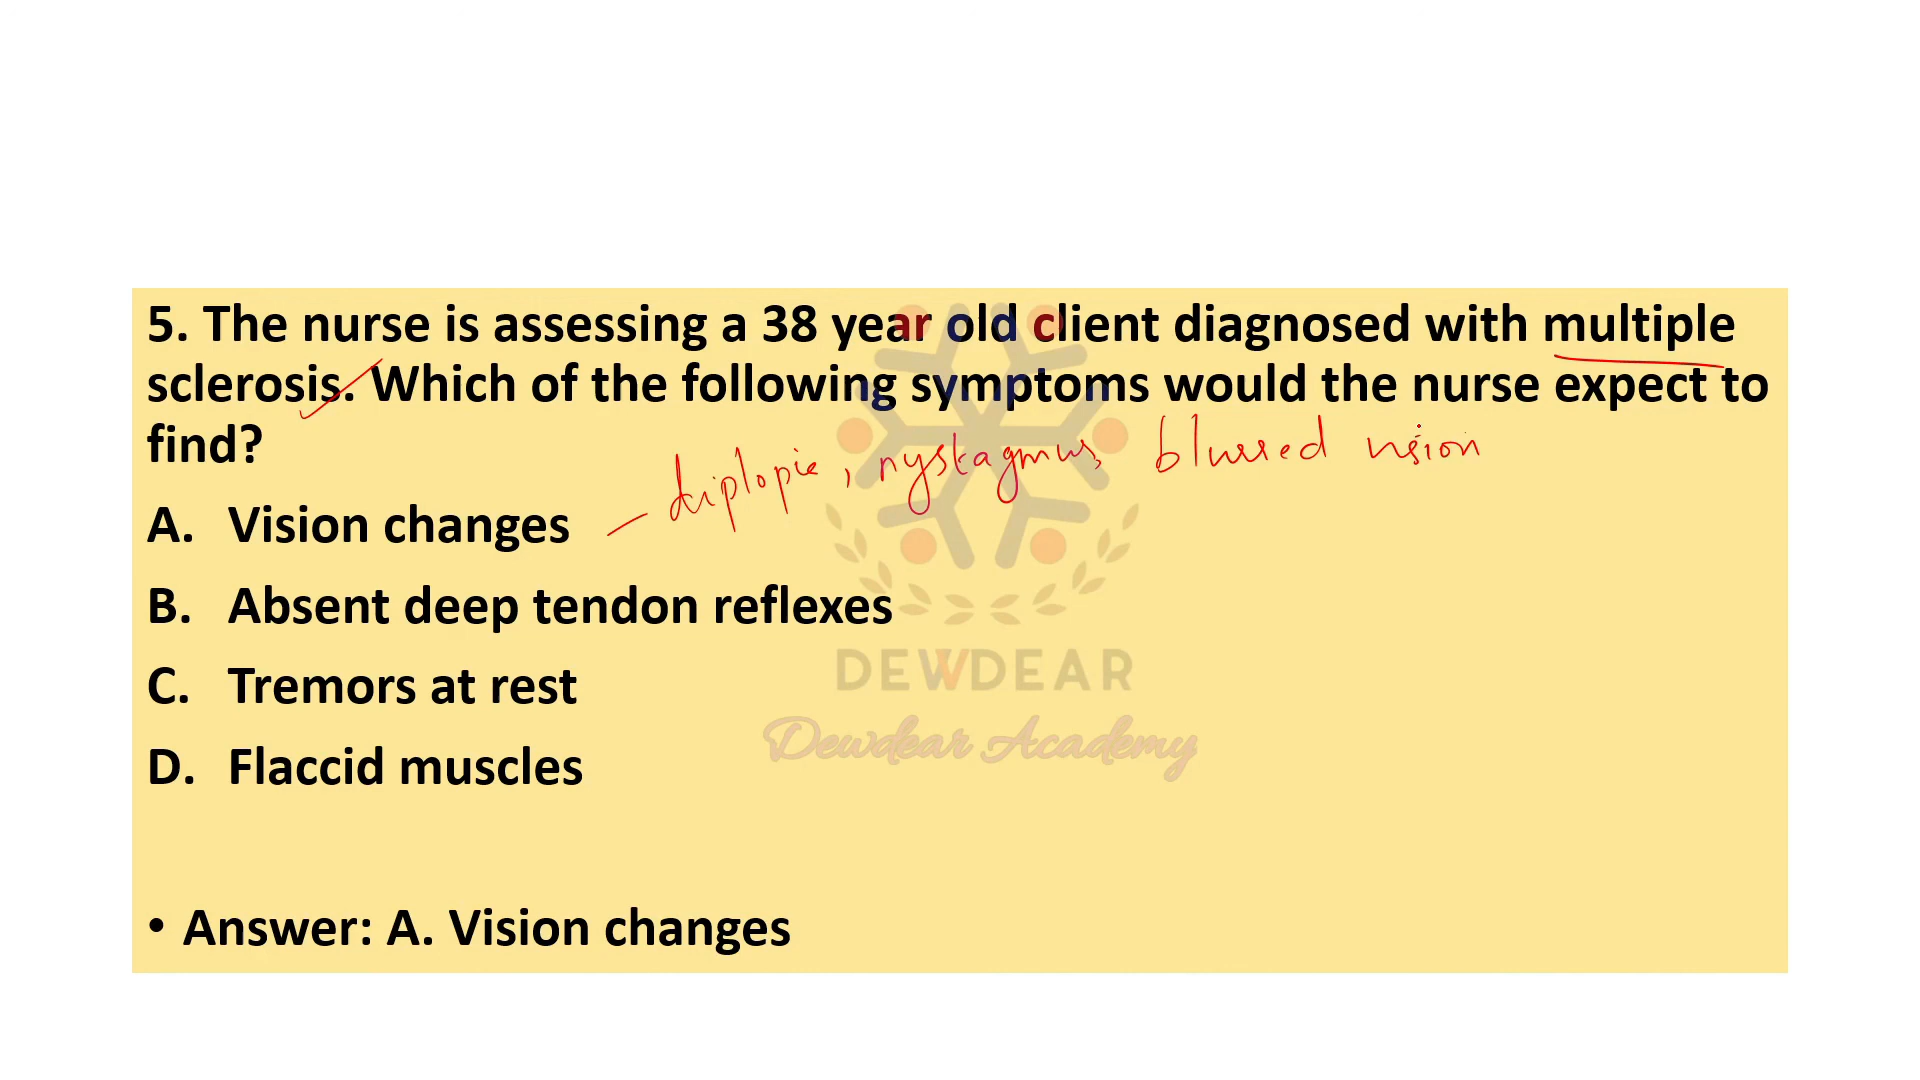 5. The nurse is assessing a 38 year old client diagnosed with multiple
sclerosis. Which of the following symptoms would the nurse expect to
find?
diplopia, nystagmus, blurred vision
A. Vision changes
B. Absent deep tendon reflexes
C. Tremors at rest
D. Flaccid muscles
DEWDEAR
Dewdear Academy
• Answer: A. Vision changes